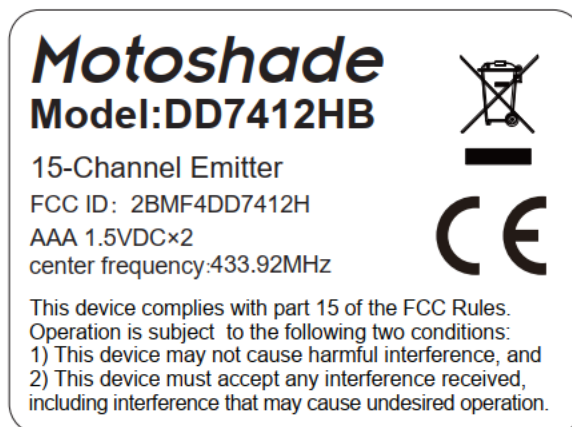 Motoshade
Model:DD7412HB
15-Channel Emitter
FCC ID: 2BMF4DD7412H
AAA 1.5VDC×2
center frequency:433.92MHz
CE
This device complies with part 15 of the FCC Rules.
Operation is subject to the following two conditions:
1) This device may not cause harmful interference, and
2) This device must accept any interference received,
including interference that may cause undesired operation.